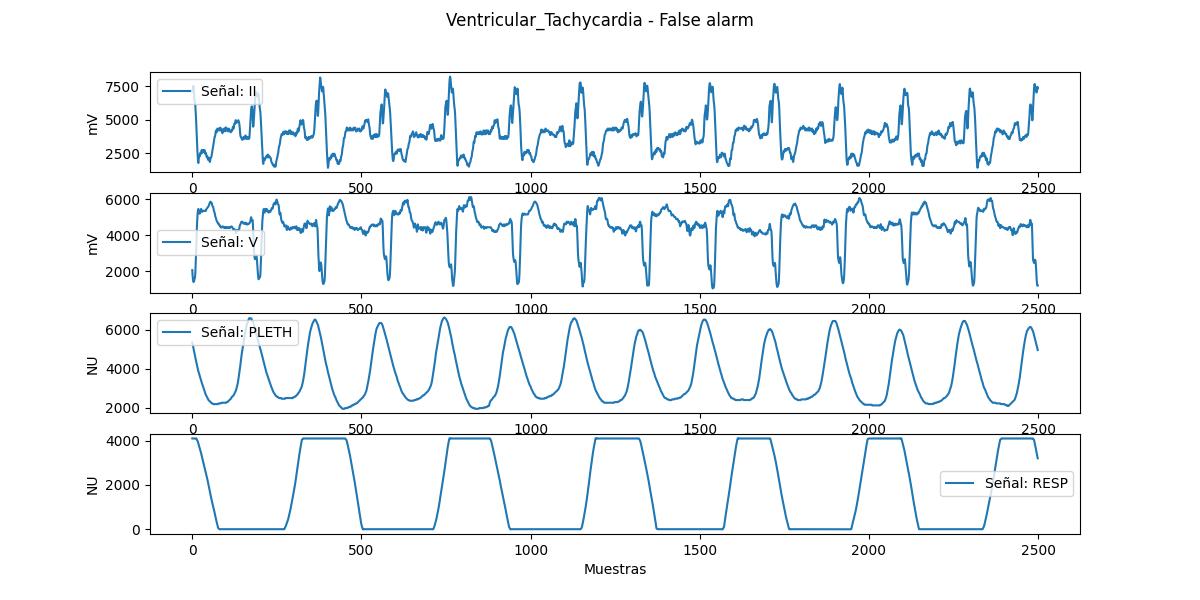 Ventricular_Tachycardia - False alarm
7500
5000
2500
mV
Señal: II
0 500 1000 1500 2000 2500
6000
4000
2000
mV
Señal: V
0 500 1000 1500 2000 2500
6000
4000
2000
NU
Señal: PLETH
0 500 1000 1500 2000 2500
4000
2000
0
NU
Señal: RESP
0 500 1000 1500 2000 2500
Muestras